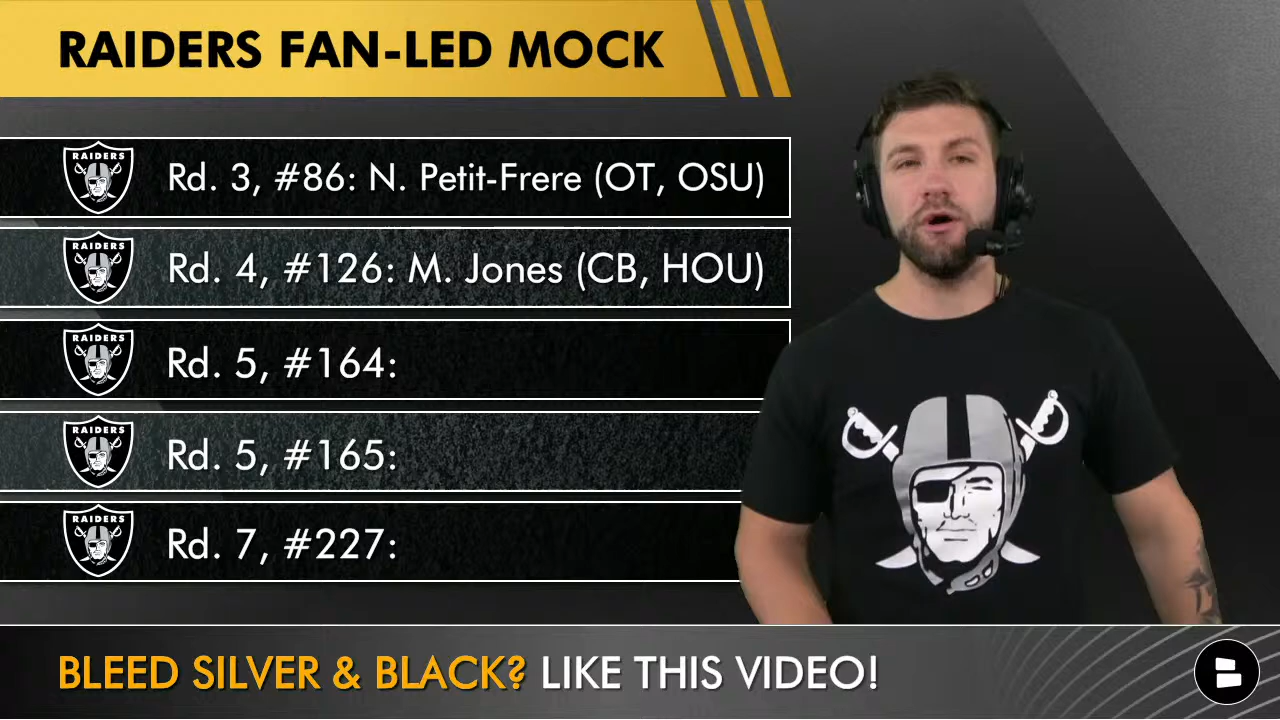 RAIDERS FAN-LED MOCK
RAIDERS
Rd. 3, #86: N. Petit-Frere (OT, OSU)
RAIDERS
Rd. 4, #126: M. Jones (CB, HOU)
RAIDERS
Rd. 5, #164:
RAIDERS
Rd. 5, #165:
RAIDERS
Rd. 7, #227:
BLEED SILVER & BLACK? LIKE THIS VIDEO!